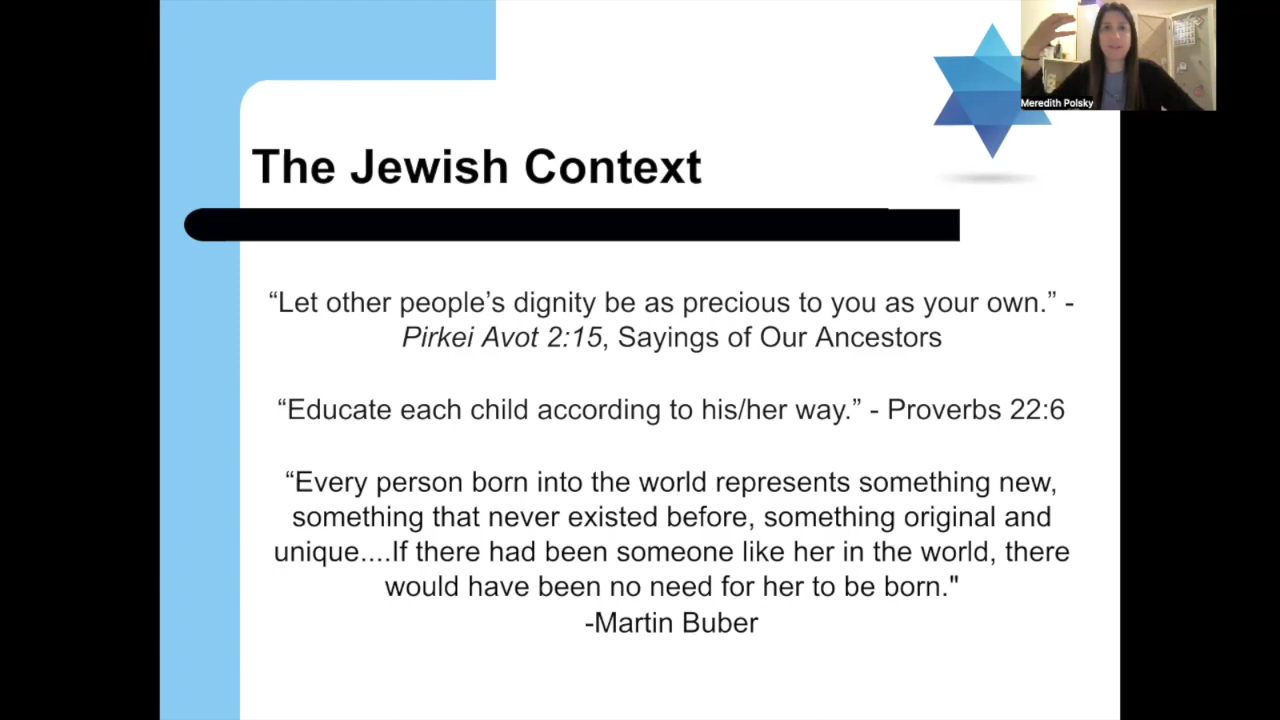 Meredith Polsky
The Jewish Context
“Let other people’s dignity be as precious to you as your own.” -
Pirkei Avot 2:15, Sayings of Our Ancestors
“Educate each child according to his/her way.” - Proverbs 22:6
“Every person born into the world represents something new,
something that never existed before, something original and
unique....If there had been someone like her in the world, there
would have been no need for her to be born."
-Martin Buber